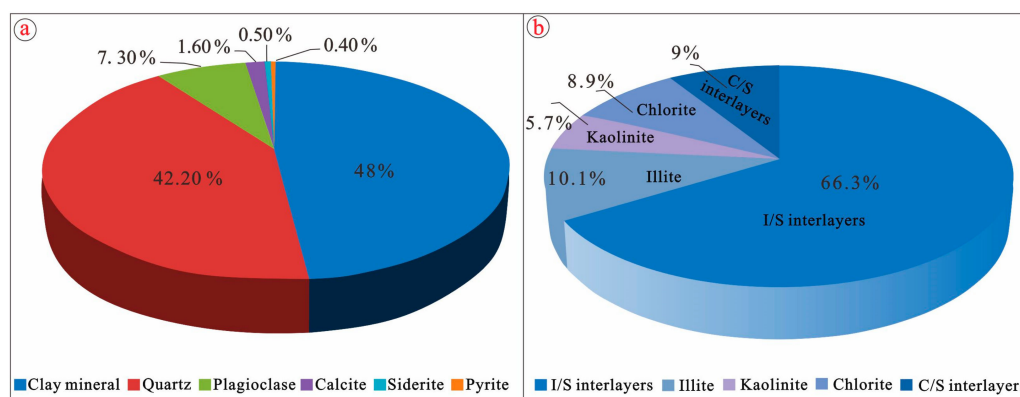 a
0.50%
1.60%
0.40%
7.30%
42.20%
48%
Clay mineral Quartz Plagioclase Calcite Siderite Pyrite
b
9%
C/S
interlayers
8.9%
Chlorite
5.7%
Kaolinite
10.1%
Illite
66.3%
I/S interlayers
I/S interlayers Illite Kaolinite Chlorite C/S interlayer